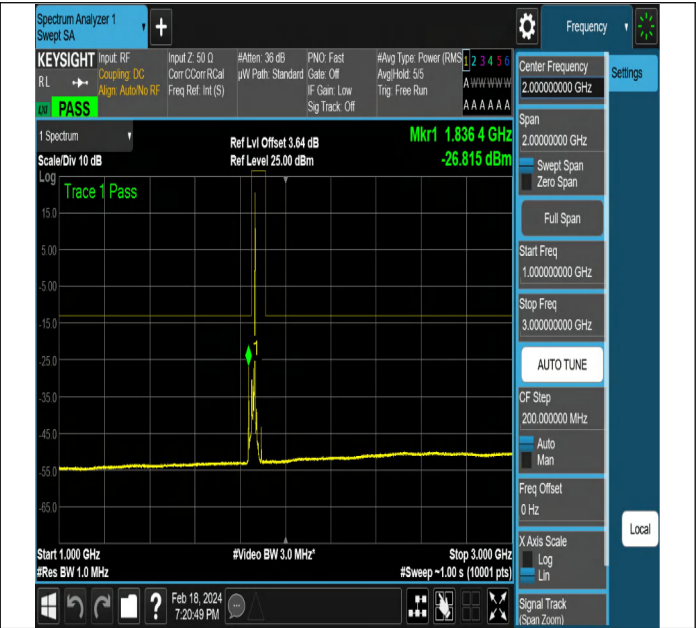 Spectrum Analyzer 1
Swept SA
+
Frequency
KEYSIGHT
RL
PASS
Input: RF
Coupling: DC
Align: Auto/No RF
Input Z: 50 Ω
Corr CCorr RCal
Freq Ref: Int (S)
#Atten: 36 dB
µW Path: Standard
PNO: Fast
Gate: Off
IF Gain: Low
Sig Track: Off
#Avg Type: Power (RMS
Avg|Hold: 5/5
Trig: Free Run
1 2 3 4 5 6
A W W W W W
A A A A A A
Center Frequency
2.000000000 GHz
Settings
1 Spectrum
Scale/Div 10 dB
Ref Lvl Offset 3.64 dB
Ref Level 25.00 dBm
Mkr1 1.836 4 GHz
-26.815 dBm
Log
Trace 1 Pass
15.0
5.00
-5.00
-15.0
-25.0
-35.0
-45.0
-55.0
-65.0
1
Span
2.00000000 GHz
Swept Span
Zero Span
Full Span
Start Freq
1.000000000 GHz
Stop Freq
3.000000000 GHz
AUTO TUNE
CF Step
200.000000 MHz
Auto
Man
Freq Offset
0 Hz
X Axis Scale
Log
Lin
Local
Signal Track
(Span Zoom)
Start 1.000 GHz
#Res BW 1.0 MHz
#Video BW 3.0 MHz*
Stop 3.000 GHz
#Sweep ~1.00 s (10001 pts)
?
Feb 18, 2024
7:20:49 PM